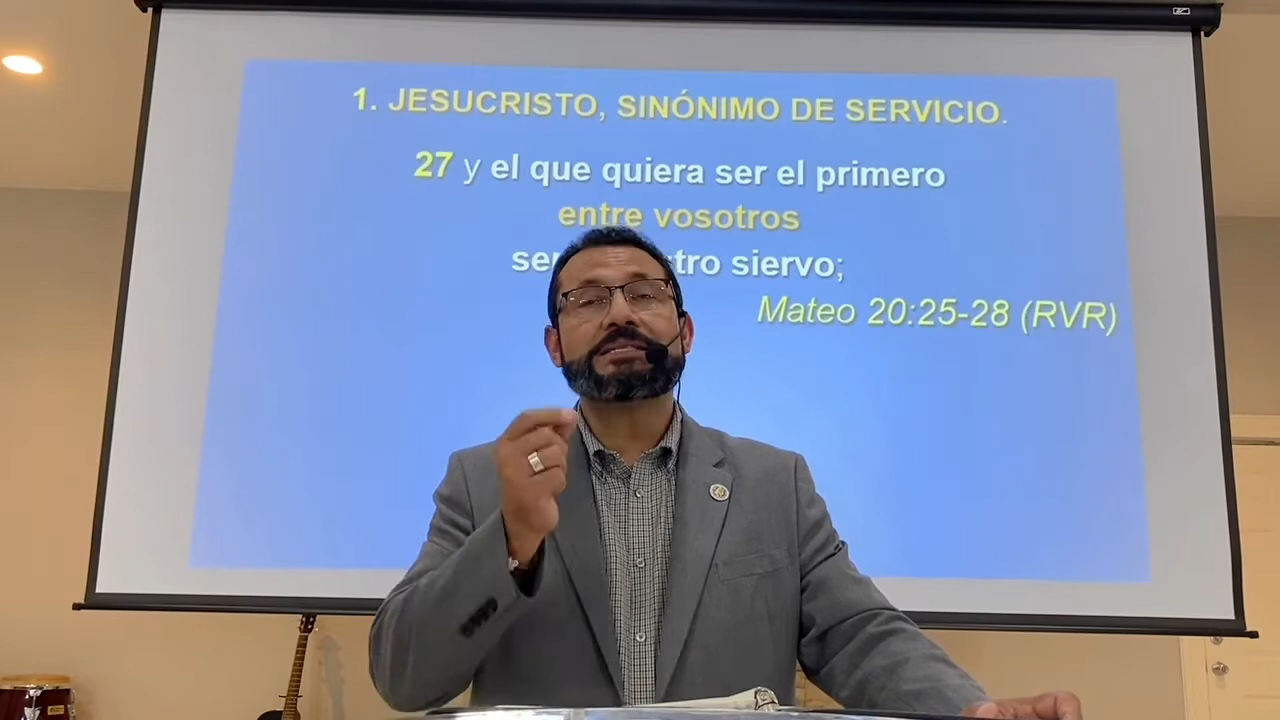 1. JESUCRISTO, SINÓNIMO DE SERVICIO.
27 y el que quiera ser el primero
entre vosotros
siervo;
Mateo 20:25-28 (RVR)